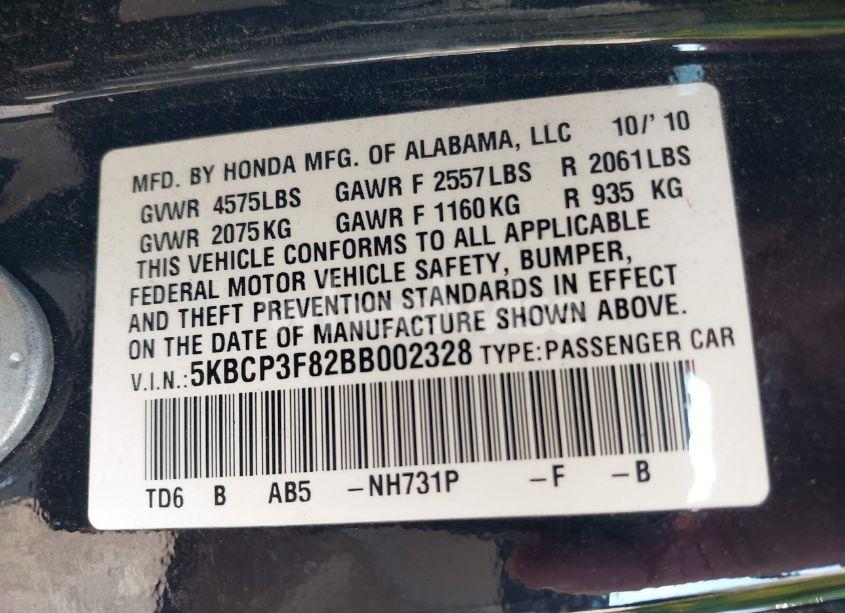 MFD. BY HONDA MFG. OF ALABAMA, LLC 10/' 10
GVWR 4575LBS GAWR F 2557LBS R 2061LBS
GVWR 2075KG GAWR F 1160KG R 935 KG
THIS VEHICLE CONFORMS TO ALL APPLICABLE
FEDERAL MOTOR VEHICLE SAFETY, BUMPER,
AND THEFT PREVENTION STANDARDS IN EFFECT
ON THE DATE OF MANUFACTURE SHOWN ABOVE.
V.I.N.:5KBCP3F82BB002328 TYPE:PASSENGER CAR
TD6 B AB5 -NH731P -F -B